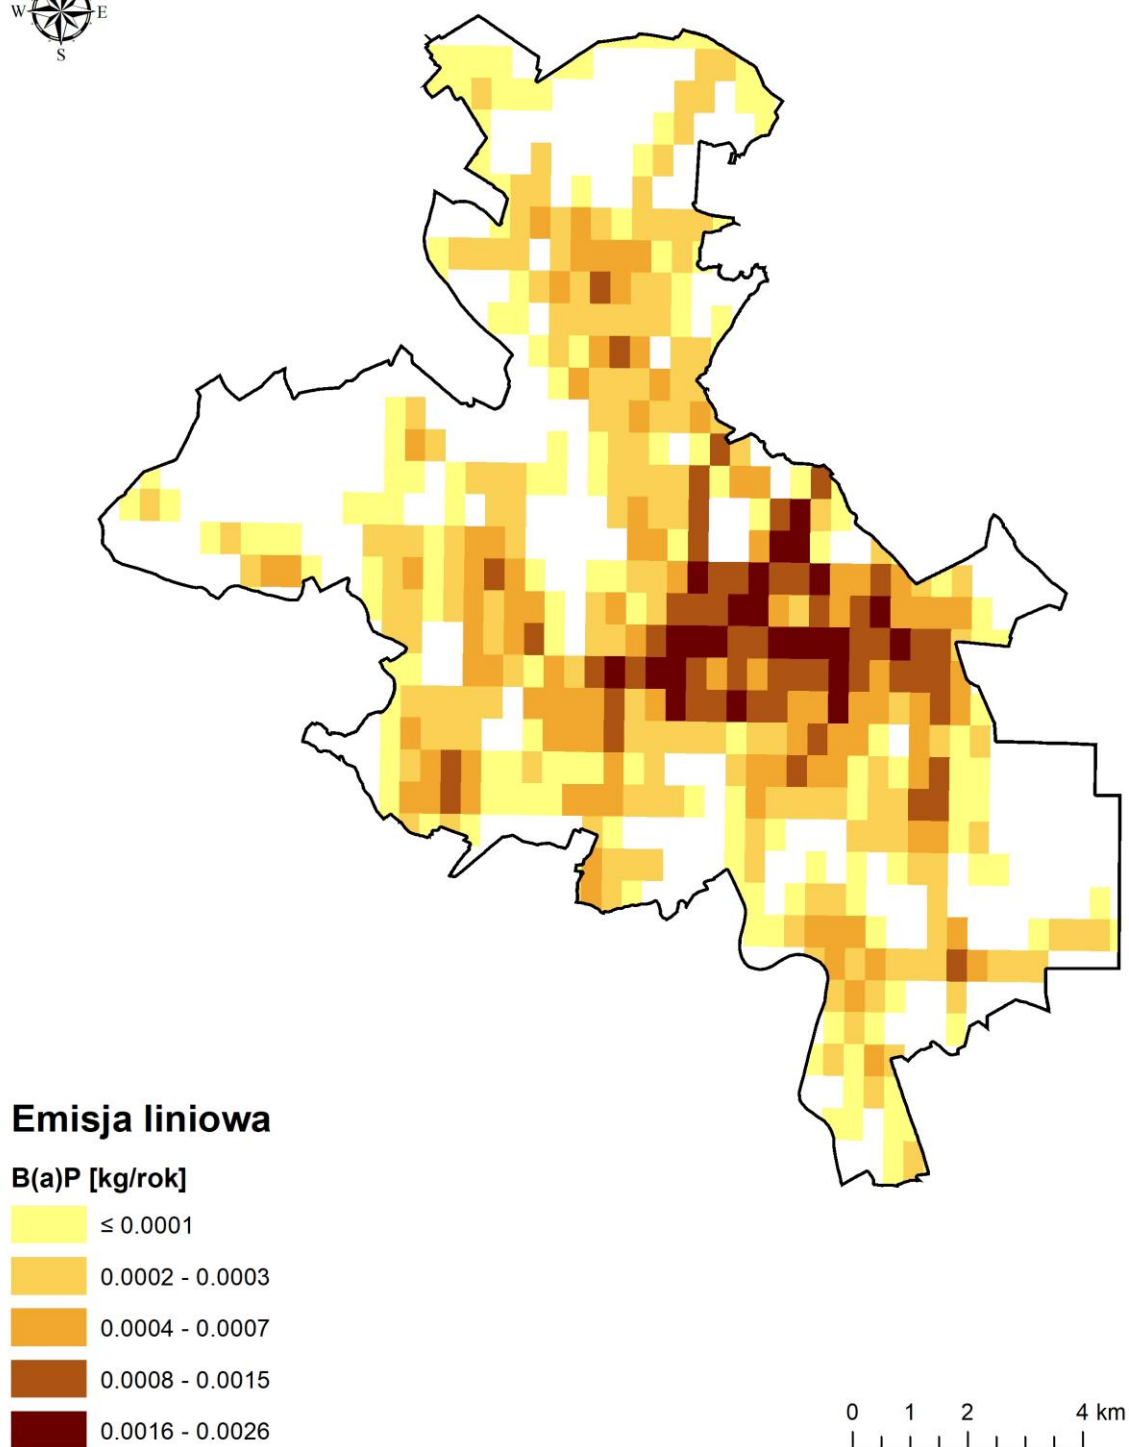 W E
S
Emisja liniowa
B(a)P [kg/rok]
≤ 0.0001
0.0002 - 0.0003
0.0004 - 0.0007
0.0008 - 0.0015
0.0016 - 0.0026
0 1 2 4 km